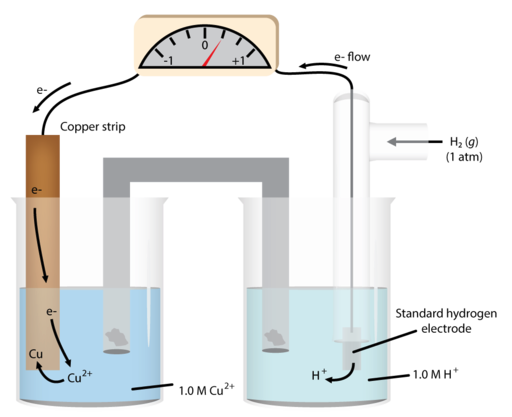 0
-1
+1
e- flow
e-
Copper strip
H₂ (g)
(1 atm)
e-
e-
Standard hydrogen
electrode
Cu
Cu²⁺
H⁺
1.0 M H⁺
1.0 M Cu²⁺